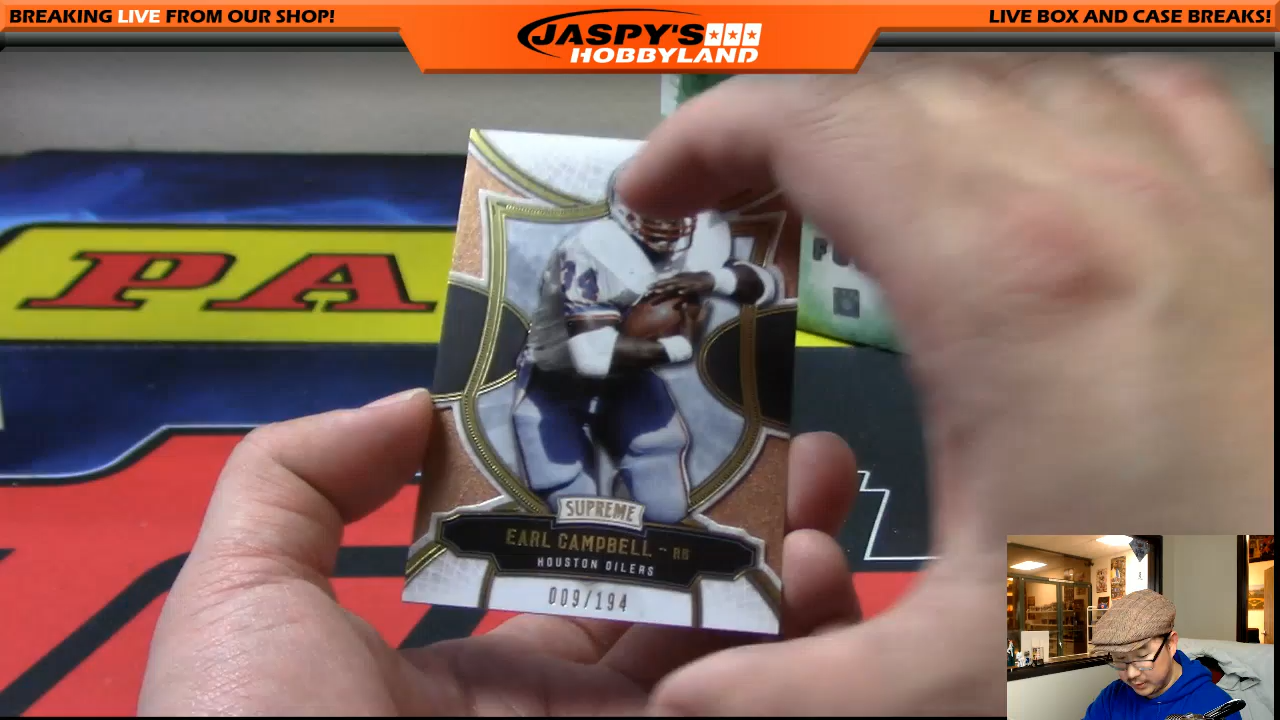 BREAKING LIVE FROM OUR SHOP!
JASPY'S
HOBBYLAND
LIVE BOX AND CASE BREAKS!
PA
34
SUPREME
EARL CAMPBELL - RB
HOUSTON OILERS
009/194